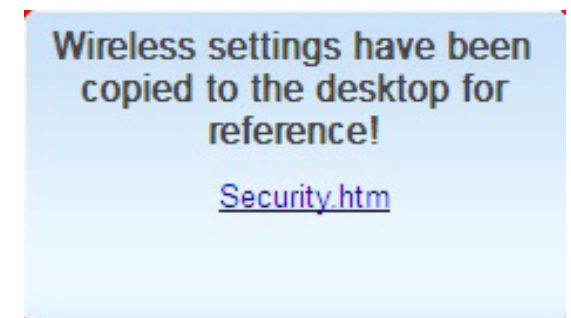 Wireless settings have been
copied to the desktop for
reference!
Security.htm